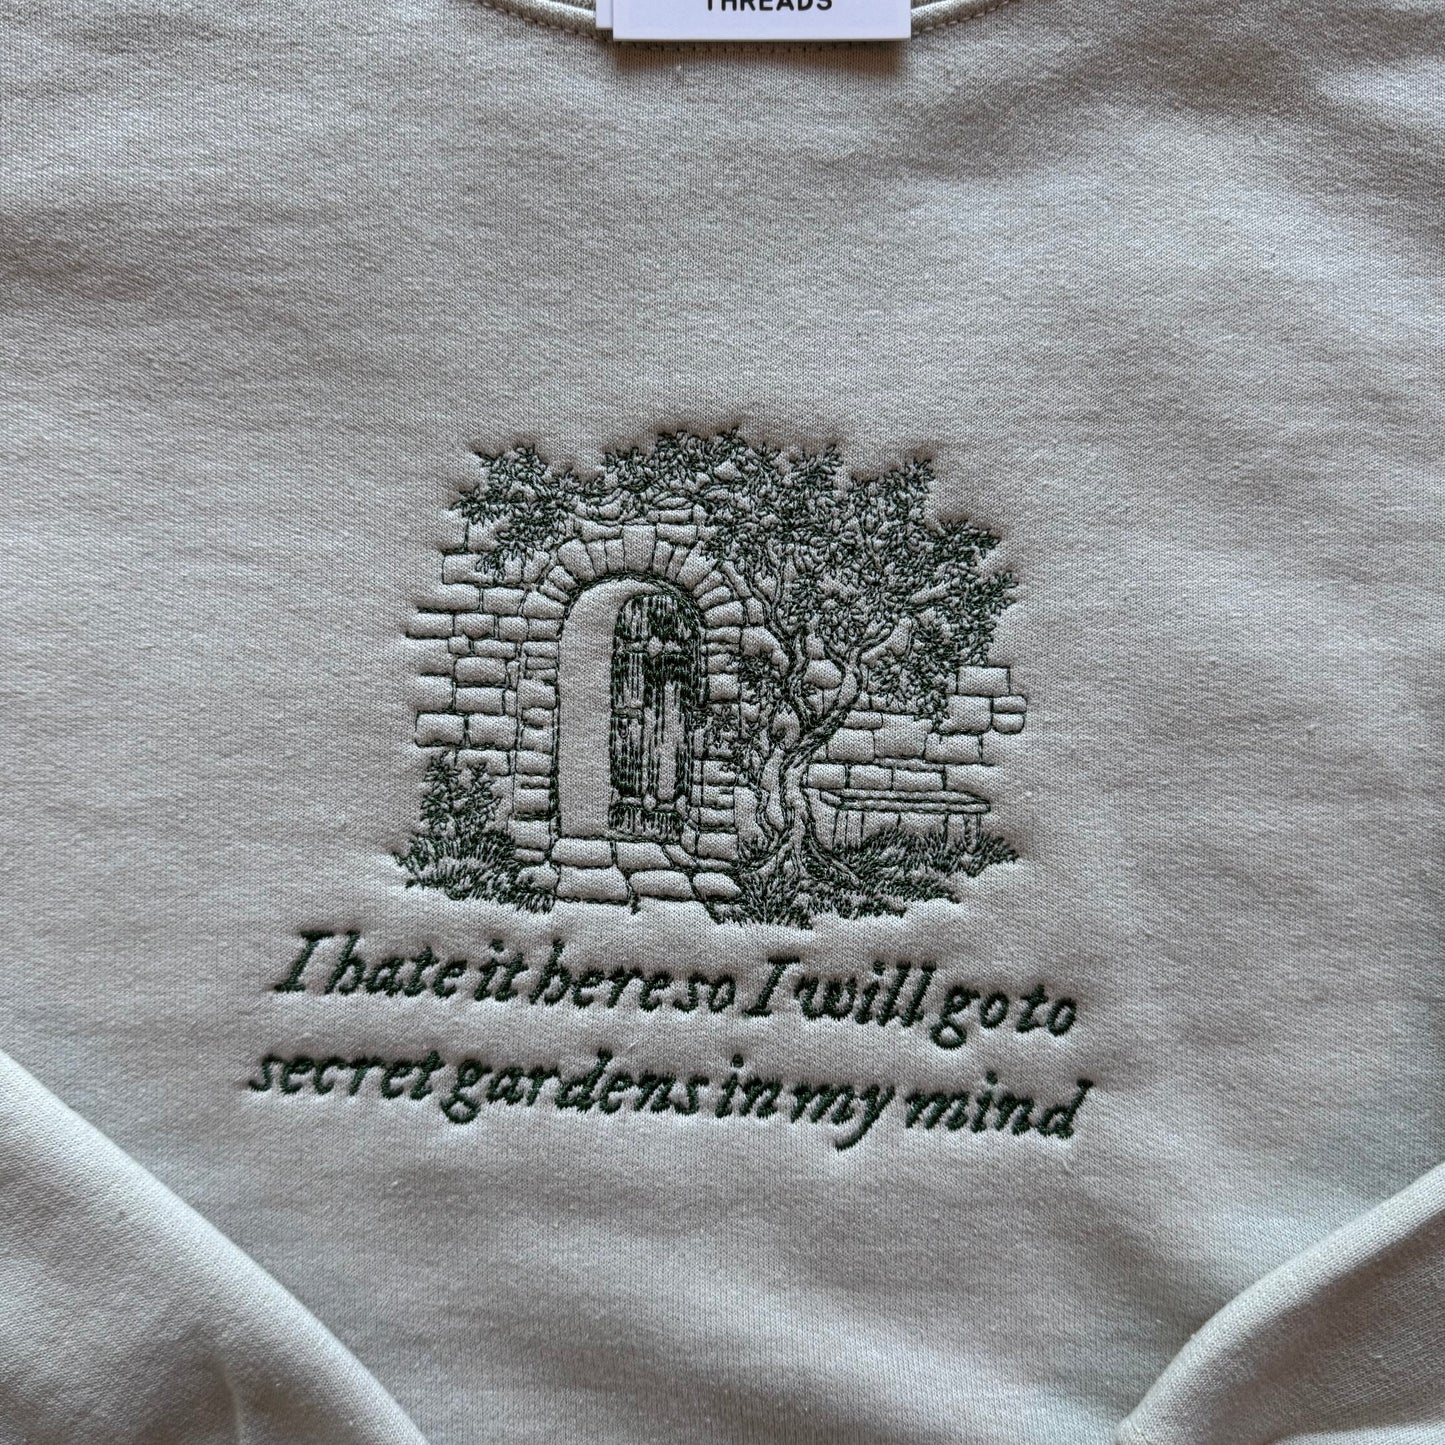 THREADS
I hate it here so I will go to
secret gardens in my mind